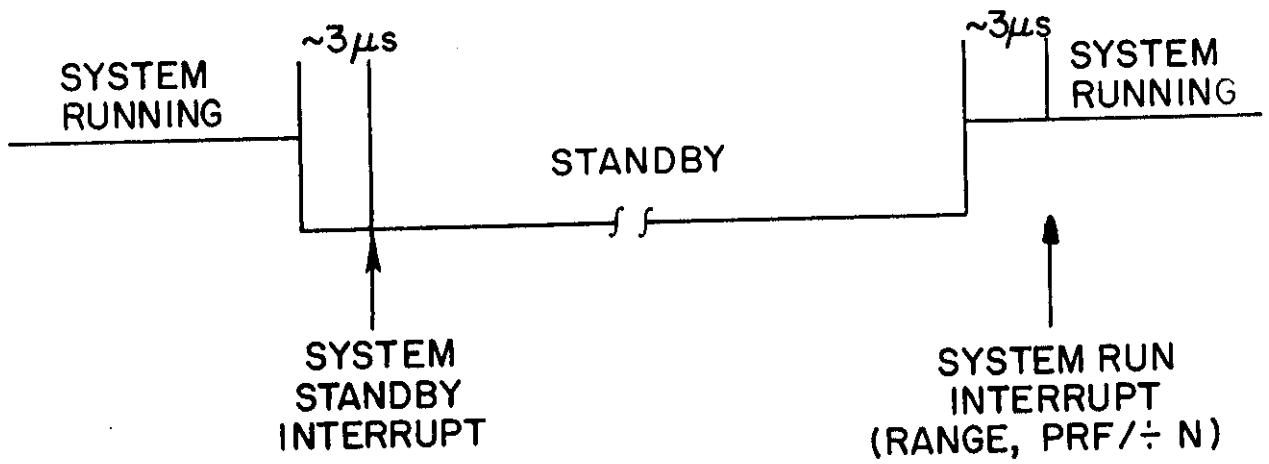 ~3μs
SYSTEM
RUNNING
STANDBY
~3μs
SYSTEM
RUNNING
SYSTEM
STANDBY
INTERRUPT
SYSTEM RUN
INTERRUPT
(RANGE, PRF/÷ N)